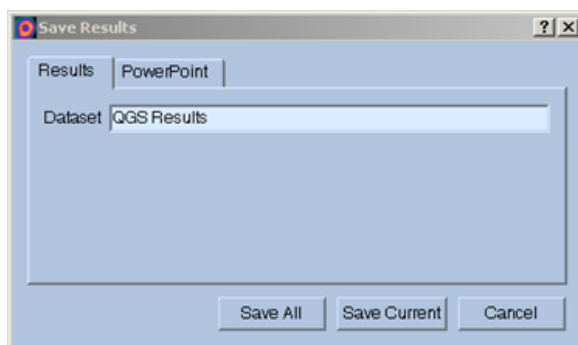 Save Results
Results PowerPoint
Dataset QGS Results
Save All Save Current Cancel